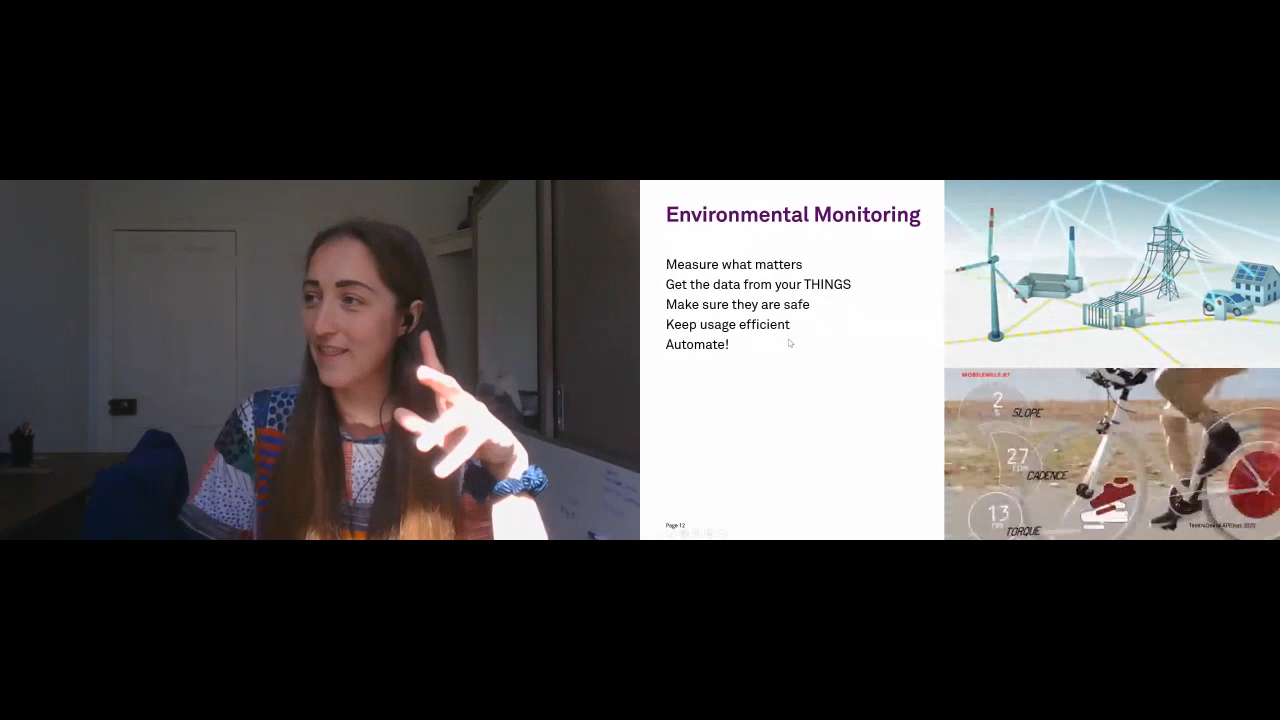 Environmental Monitoring
Measure what matters
Get the data from your THINGS
Make sure they are safe
Keep usage efficient
Automate!
Page 12
2
SLOPE
27
rpm
CADENCE
13
TORQUE